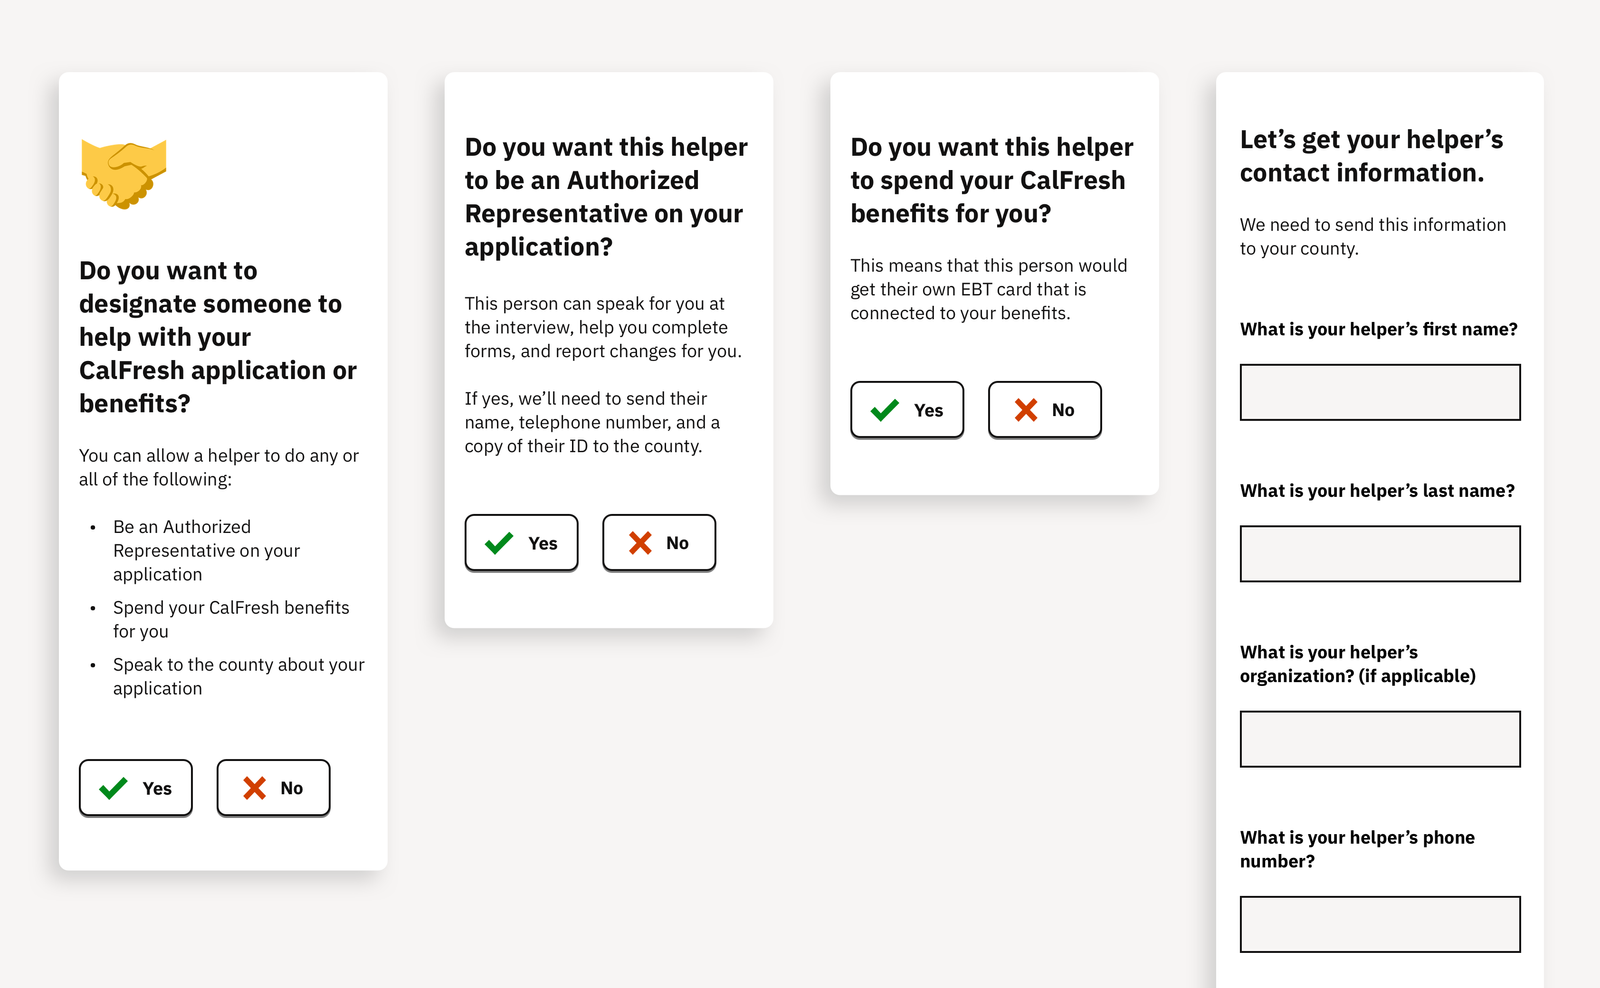 Do you want to
designate someone to
help with your
CalFresh application or
benefits?
You can allow a helper to do any or
all of the following:
• Be an Authorized
Representative on your
application
• Spend your CalFresh benefits
for you
• Speak to the county about your
application
Yes
No
Do you want this helper
to be an Authorized
Representative on your
application?
This person can speak for you at
the interview, help you complete
forms, and report changes for you.
If yes, we’ll need to send their
name, telephone number, and a
copy of their ID to the county.
Yes
No
Do you want this helper
to spend your CalFresh
benefits for you?
This means that this person would
get their own EBT card that is
connected to your benefits.
Yes
No
Let’s get your helper’s
contact information.
We need to send this information
to your county.
What is your helper’s first name?
What is your helper’s last name?
What is your helper’s
organization? (if applicable)
What is your helper’s phone
number?